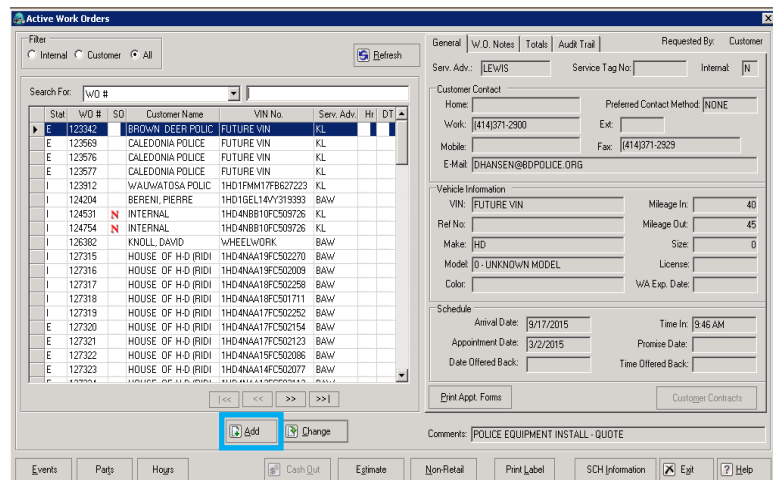 Active Work Orders
Filter
Internal Customer All
Refresh
Search For: WO #
Stat WO # SO Customer Name VIN No. Serv. Adv. Hr DT
E 123342 BROWN DEER POLIC FUTURE VIN KL
E 123569 CALEDONIA POLICE FUTURE VIN KL
E 123576 CALEDONIA POLICE FUTURE VIN KL
E 123577 CALEDONIA POLICE FUTURE VIN KL
I 123912 WAUWATOSA POLIC 1HD1FMM17FB627223 KL
I 124204 BERENI, PIERRE 1HD1GEL14VY319393 BAW
I 124531 N INTERNAL 1HD4NBB10FC509726 KL
I 124754 N INTERNAL 1HD4NBB10FC509726 KL
I 126382 KNOLL, DAVID WHEELWORK BAW
I 127315 HOUSE OF H-D (RIDI 1HD4NAA19FC502270 BAW
I 127316 HOUSE OF H-D (RIDI 1HD4NAA19FC502009 BAW
I 127317 HOUSE OF H-D (RIDI 1HD4NAA18FC502258 BAW
I 127318 HOUSE OF H-D (RIDI 1HD4NAA18FC501711 BAW
I 127319 HOUSE OF H-D (RIDI 1HD4NAA17FC502252 BAW
E 127320 HOUSE OF H-D (RIDI 1HD4NAA17FC502154 BAW
E 127321 HOUSE OF H-D (RIDI 1HD4NAA17FC502123 BAW
E 127322 HOUSE OF H-D (RIDI 1HD4NAA15FC502086 BAW
E 127323 HOUSE OF H-D (RIDI 1HD4NAA14FC502077 BAW
|<< << >> >>|
Add Change
General W.O. Notes Totals Audit Trail Requested By: Customer
Serv. Adv.: LEWIS Service Tag No: Internal: N
Customer Contact
Home: Preferred Contact Method: NONE
Work: (414)371-2900 Ext:
Mobile: Fax: (414)371-2929
E-Mail: DHANSEN@BDPOLICE.ORG
Vehicle Information
VIN: FUTURE VIN Mileage In: 40
Ref No: Mileage Out: 45
Make: HD Size: 0
Model: 0 - UNKNOWN MODEL License:
Color: WA Exp. Date:
Schedule
Arrival Date: 9/17/2015 Time In: 9:46 AM
Appointment Date: 3/2/2015 Promise Date:
Date Offered Back: Time Offered Back:
Print Appt. Forms Customer Contracts
Comments: POLICE EQUIPMENT INSTALL - QUOTE
Events Parts Hours Cash Out Estimate Non-Retail Print Label SCH Information Exit Help